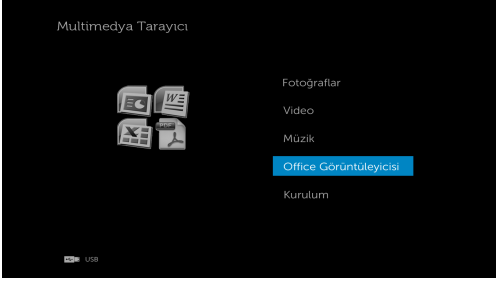 Multimedya Tarayıcı
Fotoğraflar
Video
Müzik
Office Görüntüleyicisi
Kurulum
USB